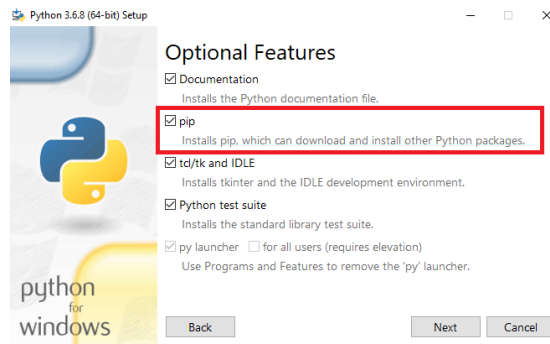 Python 3.6.8 (64-bit) Setup
Optional Features
Documentation
Installs the Python documentation file.
pip
Installs pip, which can download and install other Python packages.
tcl/tk and IDLE
Installs tkinter and the IDLE development environment.
Python test suite
Installs the standard library test suite.
py launcher for all users (requires elevation)
Use Programs and Features to remove the 'py' launcher.
python
for
windows
Back Next Cancel